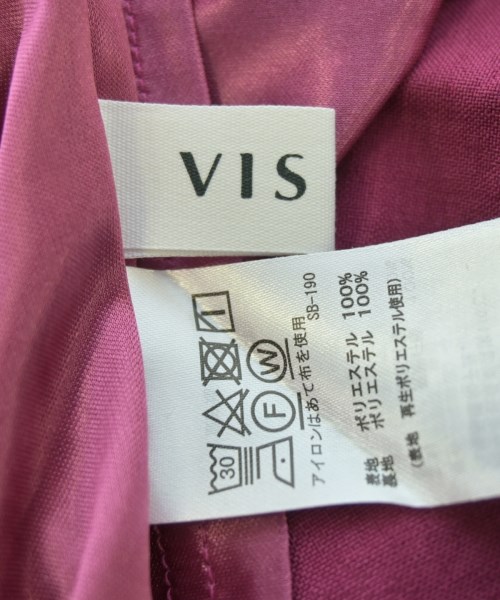 VIS
30
F
W
アイロンはあて布を使用
SB-190
表地 ポリエステル 100%
裏地 ポリエステル 100%
(表地 再生ポリエステル使用)